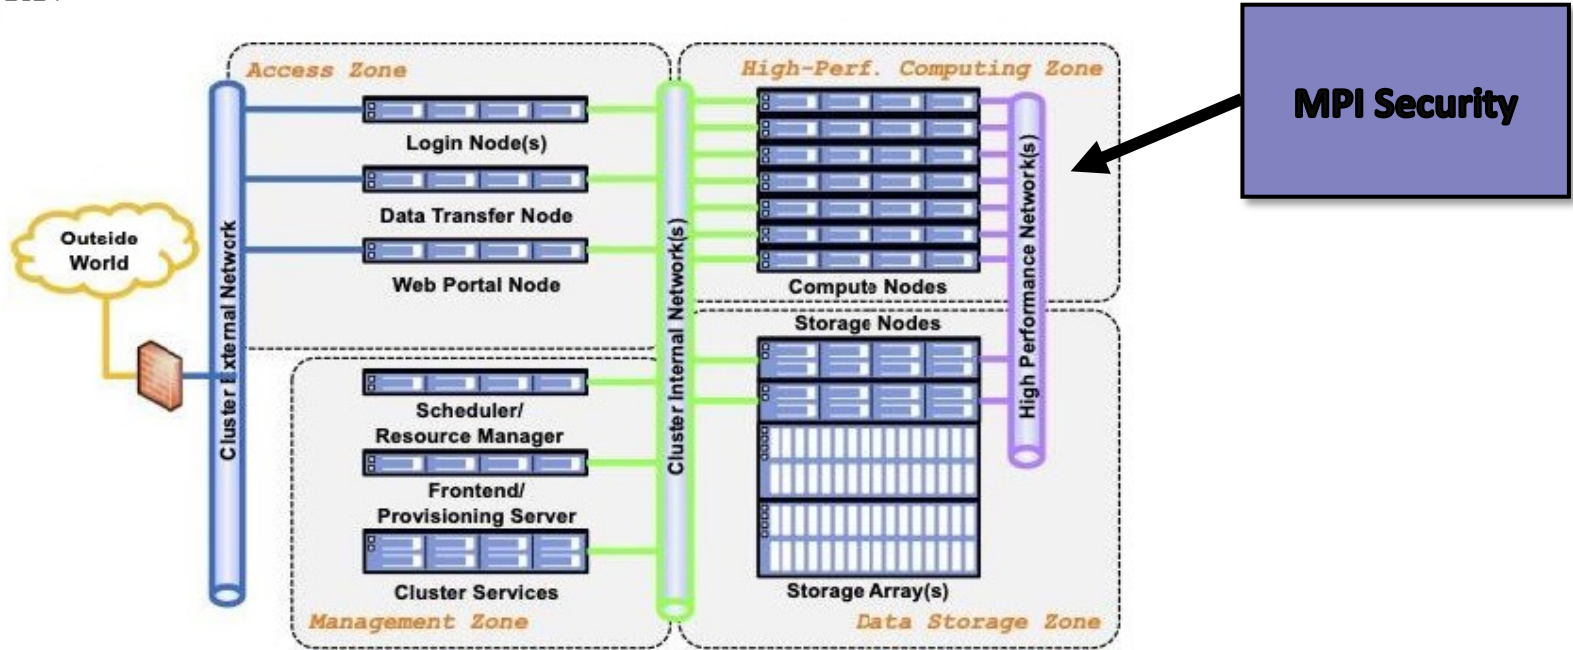 Access Zone
High-Perf. Computing Zone
MPI Security
Login Node(s)
Data Transfer Node
Web Portal Node
Outside
World
Cluster External Network
Cluster Internal Network(s)
High Performance Network(s)
Compute Nodes
Storage Nodes
Scheduler/
Resource Manager
Frontend/
Provisioning Server
Cluster Services
Storage Array(s)
Management Zone
Data Storage Zone